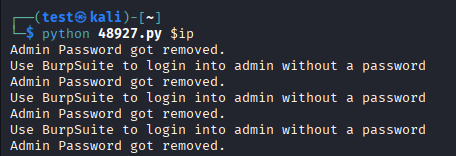 ┌──(test㉿kali)-[~]
└─$ python 48927.py $ip
Admin Password got removed.
Use BurpSuite to login into admin without a password
Admin Password got removed.
Use BurpSuite to login into admin without a password
Admin Password got removed.
Use BurpSuite to login into admin without a password
Admin Password got removed.